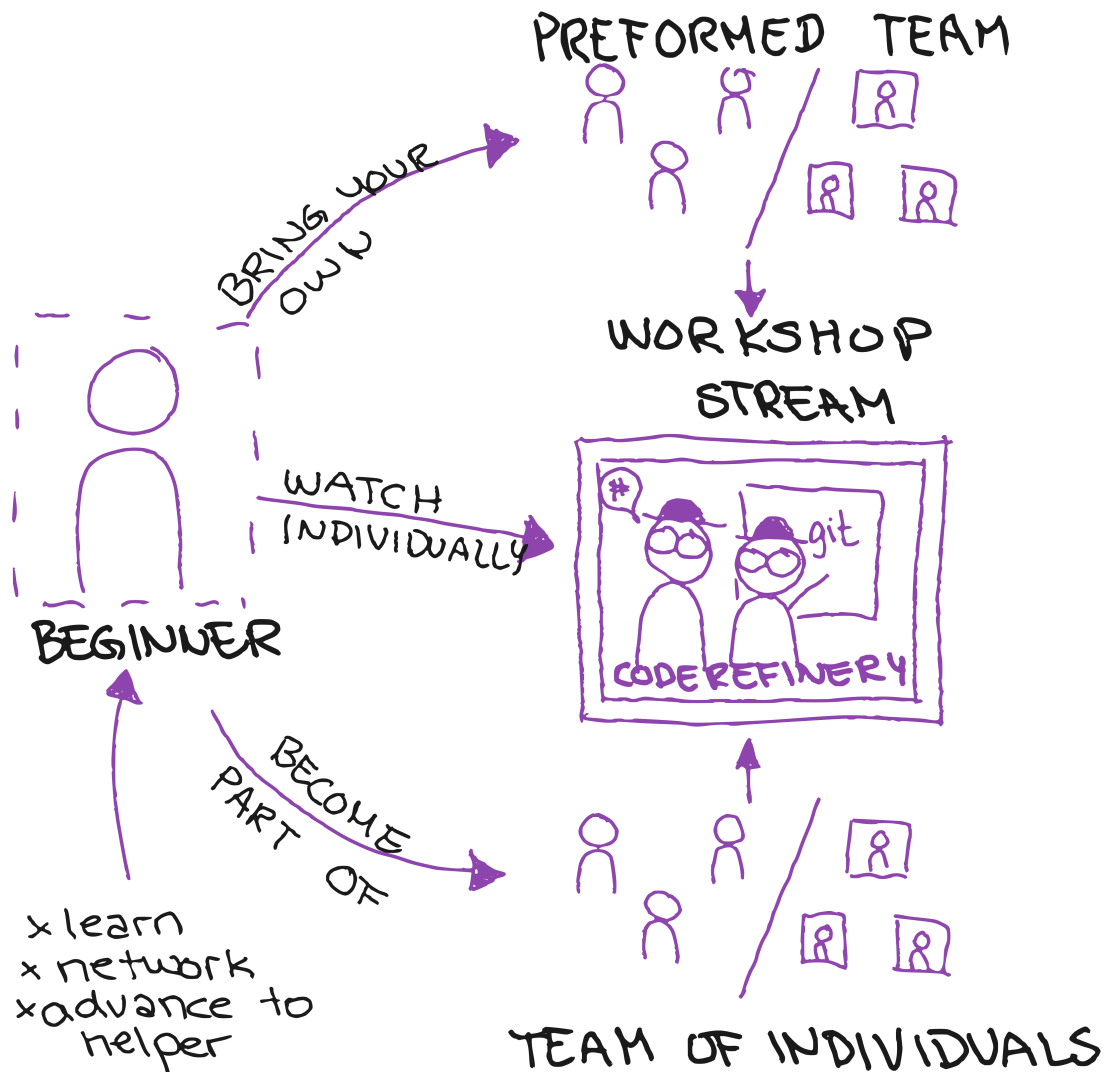 PREFORMED TEAM
BRING YOUR
OWN
WORKSHOP
STREAM
WATCH
INDIVIDUALLY
#
git
CODEREFINERY
BEGINNER
BECOME
PART OF
x learn
x network
x advance to
helper
TEAM OF INDIVIDUALS